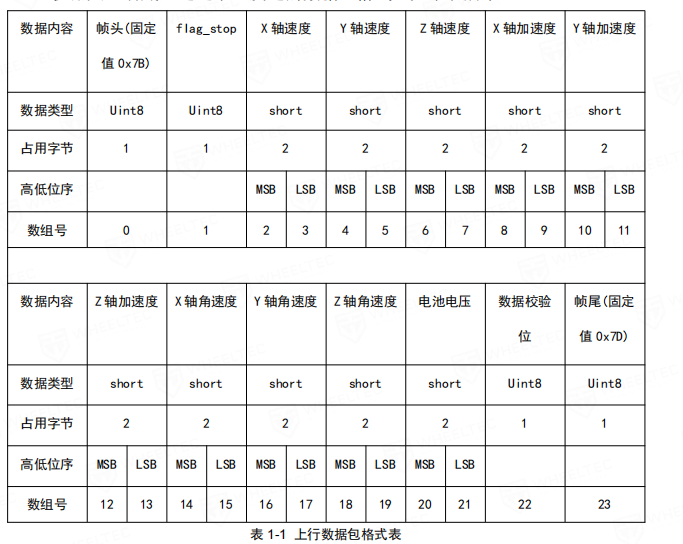 数据内容 帧头(固定值 0x7B) flag_stop X 轴速度 Y 轴速度 Z 轴速度 X 轴加速度 Y 轴加速度
数据类型 Uint8 Uint8 short short short short short
占用字节 1 1 2 2 2 2 2
高低位序 MSB LSB MSB LSB MSB LSB MSB LSB MSB LSB
数组号 0 1 2 3 4 5 6 7 8 9 10 11
数据内容 Z 轴加速度 X 轴角速度 Y 轴角速度 Z 轴角速度 电池电压 数据校验位 帧尾(固定值 0x7D)
数据类型 short short short short short Uint8 Uint8
占用字节 2 2 2 2 2 1 1
高低位序 MSB LSB MSB LSB MSB LSB MSB LSB MSB LSB
数组号 12 13 14 15 16 17 18 19 20 21 22 23
表 1-1 上行数据包格式表